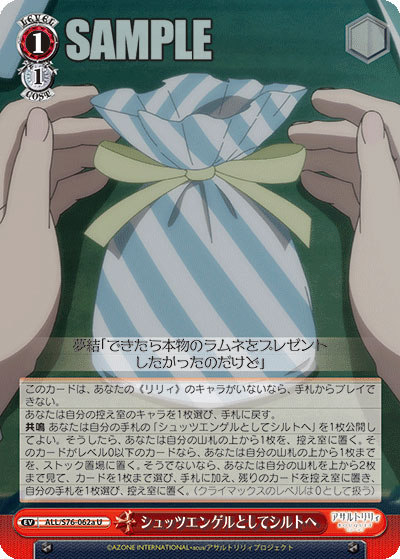 LEVEL
1
1
COST
SAMPLE
夢結「できたら本物のラムネをプレゼント
したかったのだけど」
このカードは、あなたの《リリィ》のキャラがいないなら、手札からプレイで
きない。
あなたは自分の控え室のキャラを1枚選び、手札に戻す。
共鳴 あなたは自分の手札の「シュッツエンゲルとしてシルトへ」を1枚公開し
てよい。そうしたら、あなたは自分の山札の上から1枚を、控え室に置く。そ
のカードがレベル0以下のカードなら、あなたは自分の山札の上から1枚まで
を、ストック置場に置く。そうでないなら、あなたは自分の山札を上から2枚ま
で見て、カードを1枚まで選び、手札に加え、残りのカードを控え室に置き、
あなたは自分の手札を1枚選び、控え室に置く。(クライマックスのレベルは0として扱う)
EV
ALL/S76-062a U
シュッツエンゲルとしてシルトへ
アサルトリリィ
BOUQUET
©AZONE INTERNATIONAL・acus/アサルトリリィプロジェクト